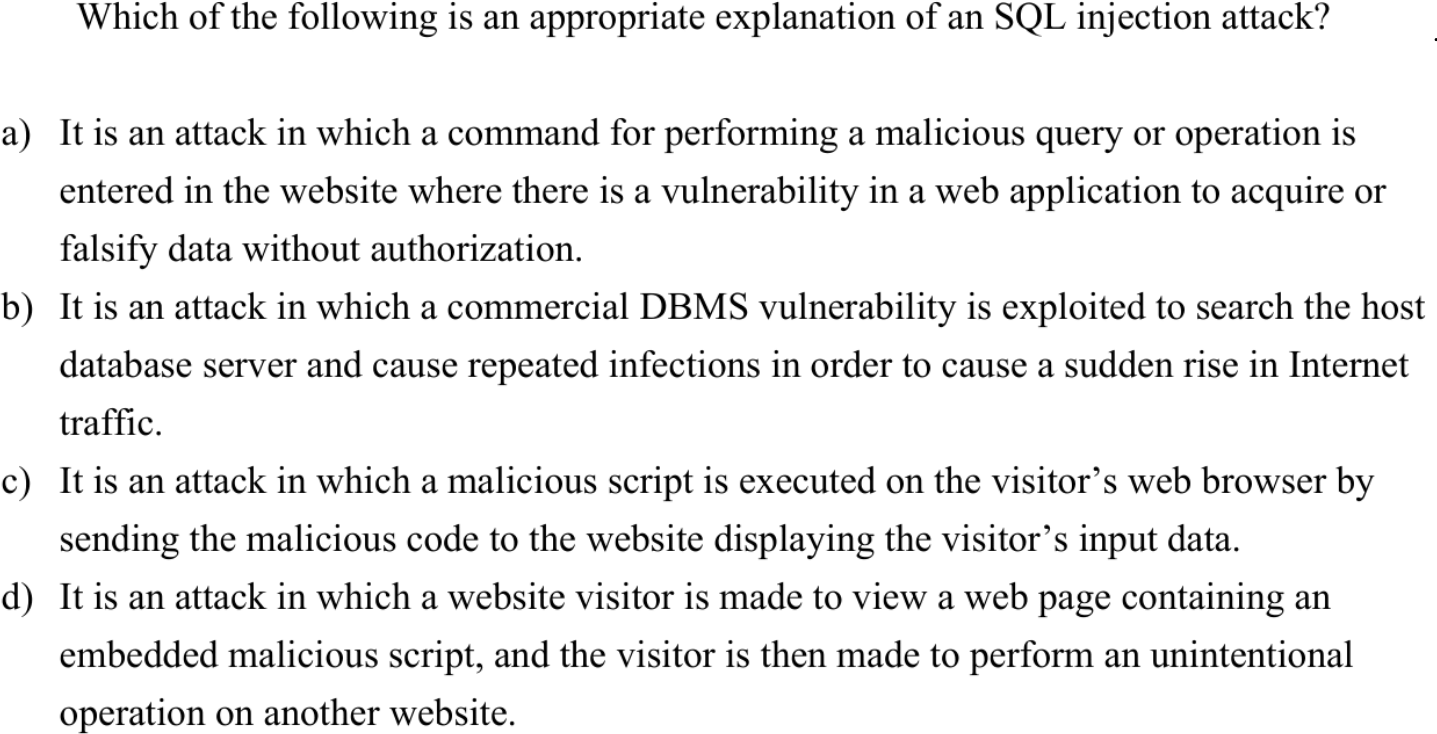 Which of the following is an appropriate explanation of an SQL injection attack?
a) It is an attack in which a command for performing a malicious query or operation is
entered in the website where there is a vulnerability in a web application to acquire or
falsify data without authorization.
b) It is an attack in which a commercial DBMS vulnerability is exploited to search the host
database server and cause repeated infections in order to cause a sudden rise in Internet
traffic.
c) It is an attack in which a malicious script is executed on the visitor’s web browser by
sending the malicious code to the website displaying the visitor’s input data.
d) It is an attack in which a website visitor is made to view a web page containing an
embedded malicious script, and the visitor is then made to perform an unintentional
operation on another website.